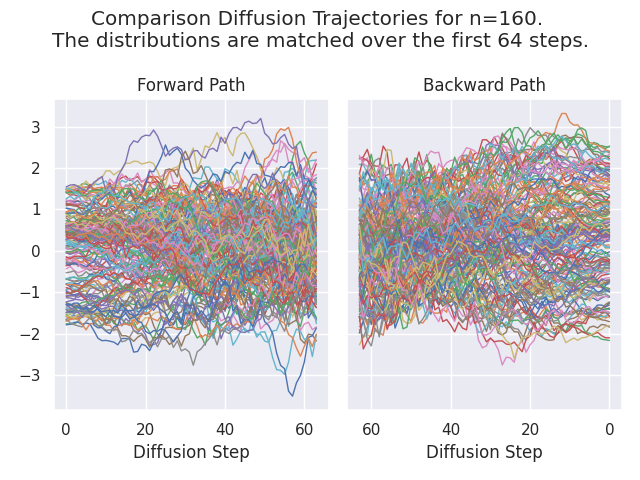 Comparison Diffusion Trajectories for n=160.
The distributions are matched over the first 64 steps.
Forward Path
Backward Path
3
2
1
0
−1
−2
−3
0 20 40 60
60 40 20 0
Diffusion Step
Diffusion Step